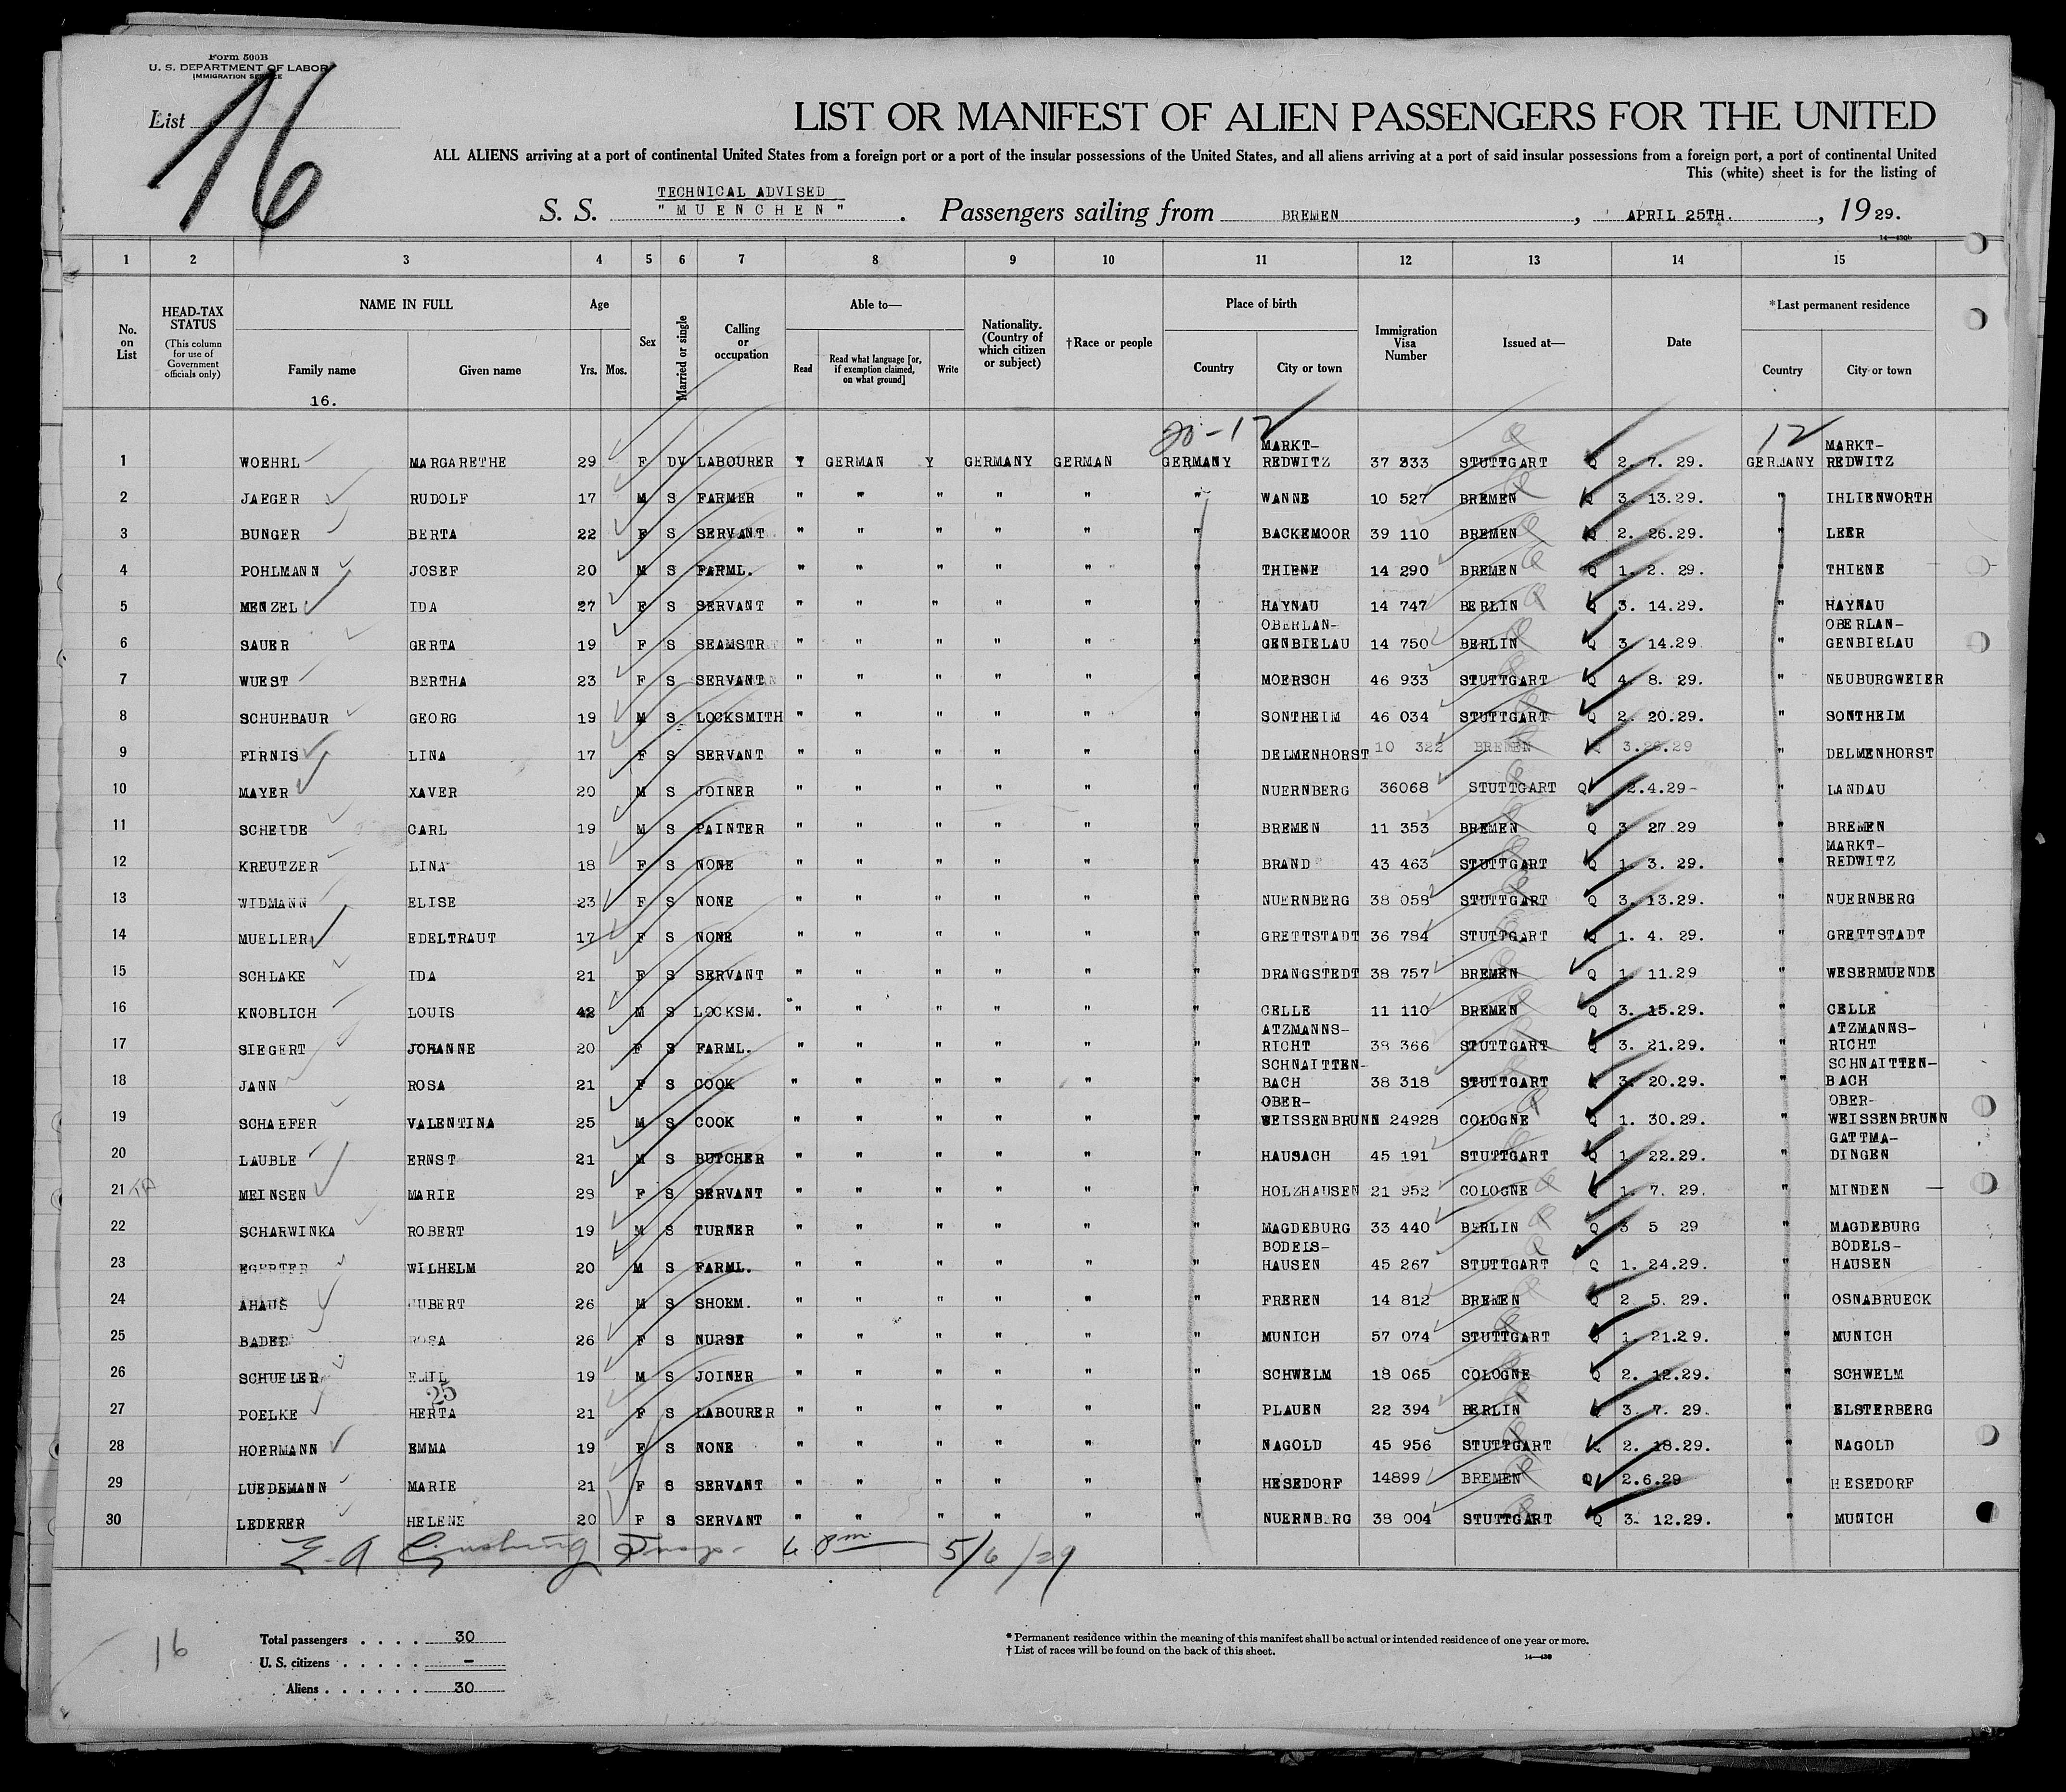 Form 500B
U. S. DEPARTMENT OF LABOR
IMMIGRATION SERVICE
List 16
LIST OR MANIFEST OF ALIEN PASSENGERS FOR THE UNITED
ALL ALIENS arriving at a port of continental United States from a foreign port or a port of the insular possessions of the United States, and all aliens arriving at a port of said insular possessions from a foreign port, a port of continental United
This (white) sheet is for the listing of
TECHNICAL ADVISED
S. S. "MUENCHEN". Passengers sailing from BREMEN, APRIL 25TH., 1929.
14—430b
1 2 3 4 5 6 7 8 9 10 11 12 13 14 15
No. on List
HEAD-TAX STATUS (This column for use of Government officials only)
NAME IN FULL Family name Given name
Age Yrs. Mos.
Sex
Married or single
Calling or occupation
Able to— Read Read what language [or, if exemption claimed, on what ground] Write
Nationality. (Country of which citizen or subject)
†Race or people
Place of birth Country City or town
Immigration Visa Number
Issued at—
Date
*Last permanent residence Country City or town
16.
20-12 12
1 WOEHRL MARGARETHE 29 F DV LABOURER Y GERMAN Y GERMANY GERMAN GERMANY MARKT-REDWITZ 37 333 STUTTGART Q 2. 7. 29. GERMANY MARKT-REDWITZ
2 JAEGER RUDOLF 17 M S FARMER " " " " " " WANNE 10 527 BREMEN Q 3. 13.29. " IHLIENWORTH
3 BUNGER BERTA 22 F S SERVANT " " " " " " BACKEMOOR 39 110 BREMEN Q 2. 26.29. " LEER
4 POHLMANN JOSEF 20 M S FARML. " " " " " " THIENE 14 290 BREMEN Q 1. 2. 29. " THIENE
5 MENZEL IDA 27 F S SERVANT " " " " " " HAYNAU 14 747 BERLIN Q 3. 14.29. " HAYNAU
6 SAUER GERTA 19 F S SEAMSTR " " " " " " OBERLAN-GENBIELAU 14 750 BERLIN Q 3. 14.29 " OBERLAN-GENBIELAU
7 WUEST BERTHA 23 F S SERVANT " " " " " " MOERSCH 46 933 STUTTGART Q 4. 8. 29. " NEUBURGWEIER
8 SCHUHBAUR GEORG 19 M S LOCKSMITH " " " " " " SONTHEIM 46 034 STUTTGART Q 2. 20.29. " SONTHEIM
9 FIRNIS LINA 17 F S SERVANT " " " " " " DELMENHORST 10 322 BREMEN Q 3.26.29 " DELMENHORST
10 MAYER XAVER 20 M S JOINER " " " " " " NUERNBERG 36068 STUTTGART Q 2.4.29- " LANDAU
11 SCHEIDE CARL 19 M S PAINTER " " " " " " BREMEN 11 353 BREMEN Q 3 27 29 " BREMEN
12 KREUTZER LINA 18 F S NONE " " " " " " BRAND 43 463 STUTTGART Q 1. 3. 29. " MARKT-REDWITZ
13 WIDMANN ELISE 23 F S NONE " " " " " " NUERNBERG 38 058 STUTTGART Q 3. 13.29. " NUERNBERG
14 MUELLER EDELTRAUT 17 F S NONE " " " " " " GRETTSTADT 36 784 STUTTGART Q 1. 4. 29. " GRETTSTADT
15 SCHLAKE IDA 21 F S SERVANT " " " " " " DRANGSTEDT 38 757 BREMEN Q 1. 11.29 " WESERMUENDE
16 KNOBLICH LOUIS 42 M S LOCKSM. " " " " " " CELLE 11 110 BREMEN Q 3. 15.29. " CELLE
17 SIEGERT JOHANNE 20 F S FARML. " " " " " " ATZMANNS-RICHT 38 366 STUTTGART Q 3. 21.29. " ATZMANNS-RICHT
18 JANN ROSA 21 F S COOK " " " " " " SCHNAITTEN-BACH 38 318 STUTTGART Q 3. 20.29. " SCHNAITTEN-BACH
19 SCHAEFER VALENTINA 25 M S COOK " " " " " " OBER-WEISSENBRUNN 24928 COLOGNE Q 1. 30.29. " OBER-WEISSENBRUNN
20 LAUBLE ERNST 21 M S BUTCHER " " " " " " HAUSACH 45 191 STUTTGART Q 1. 22.29. " GATTMA-DINGEN
21 MEINSEN MARIE 28 F S SERVANT " " " " " " HOLZHAUSEN 21 952 COLOGNE Q 1. 7. 29. " MINDEN
22 SCHARWINKA ROBERT 19 M S TURNER " " " " " " MAGDEBURG 33 440 BERLIN Q 3 5 29 " MAGDEBURG
23 EGERTER WILHELM 20 M S FARML. " " " " " " BODELS-HAUSEN 45 267 STUTTGART Q 1. 24.29. " BODELS-HAUSEN
24 AHAUS HUBERT 26 M S SHOEM. " " " " " " FREREN 14 812 BREMEN Q 2 5. 29. " OSNABRUECK
25 BADER ROSA 26 F S NURSE " " " " " " MUNICH 57 074 STUTTGART Q 1. 21.29. " MUNICH
26 SCHUELER EMIL 19 M S JOINER " " " " " " SCHWELM 18 065 COLOGNE Q 2. 12.29. " SCHWELM
25
27 POELKE HERTA 21 F S LABOURER " " " " " " PLAUEN 22 394 BERLIN Q 3. 7. 29. " ELSTERBERG
28 HOERMANN EMMA 19 F S NONE " " " " " " NAGOLD 45 956 STUTTGART Q 2. 18.29. " NAGOLD
29 LUEDEMANN MARIE 21 F S SERVANT " " " " " " HESEDORF 14899 BREMEN Q 2.6.29 " HESEDORF
30 LEDERER HELENE 20 F S SERVANT " " " " " " NUERNBERG 38 004 STUTTGART Q 3- 12.29. " MUNICH
E. A Ginsburg Insp- 4 pm 5/6/29
16
Total passengers . . . . 30
U. S. citizens . . . . . –
Aliens . . . . . . 30
* Permanent residence within the meaning of this manifest shall be actual or intended residence of one year or more.
† List of races will be found on the back of this sheet.
14—430